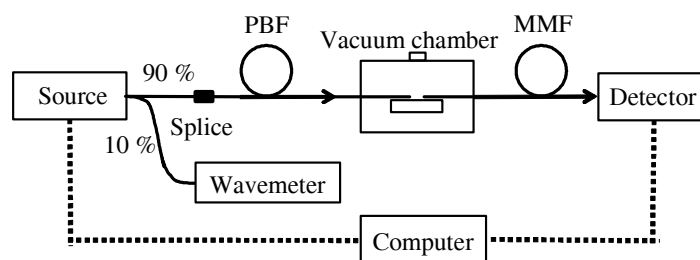 PBF
Vacuum chamber
MMF
90 %
Source
Detector
Splice
10 %
Wavemeter
Computer